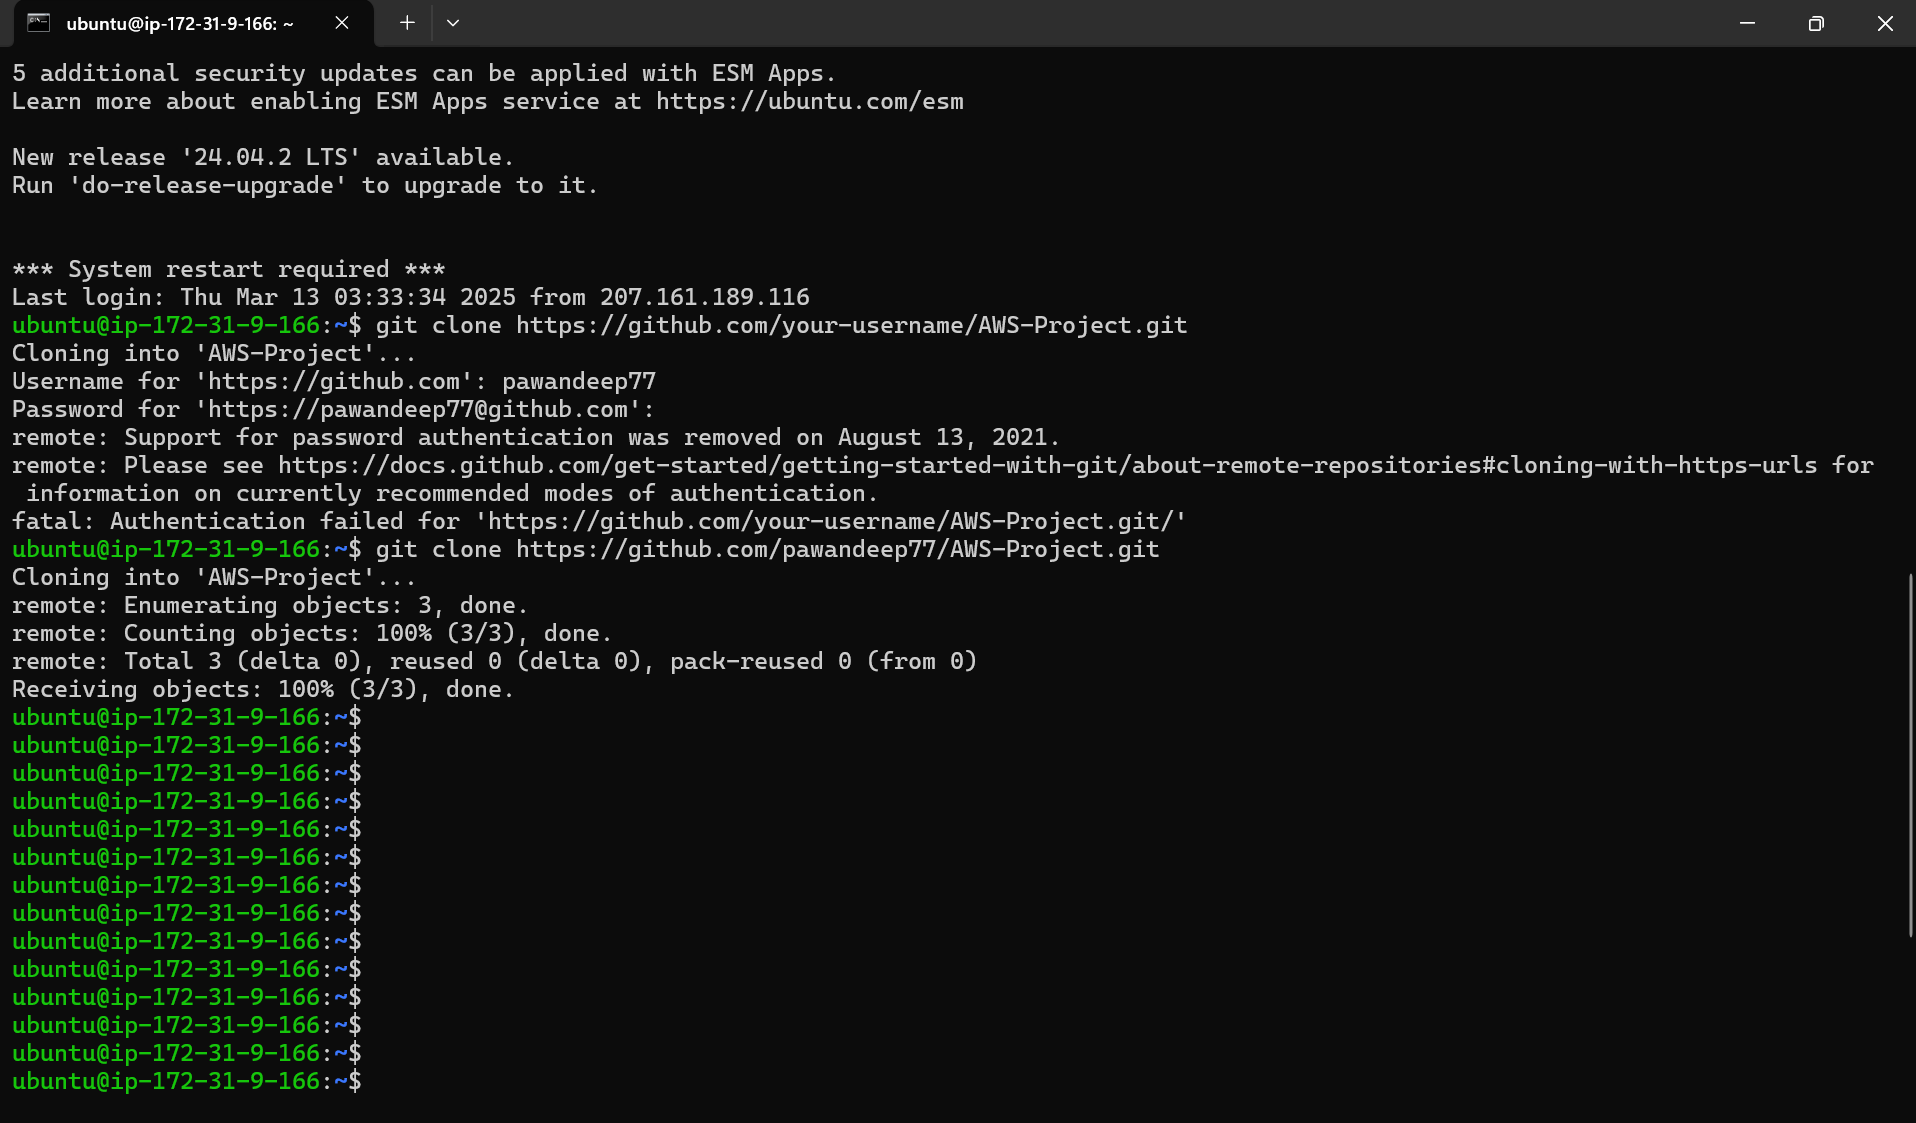 ubuntu@ip-172-31-9-166: ~
5 additional security updates can be applied with ESM Apps.
Learn more about enabling ESM Apps service at https://ubuntu.com/esm
New release '24.04.2 LTS' available.
Run 'do-release-upgrade' to upgrade to it.
*** System restart required ***
Last login: Thu Mar 13 03:33:34 2025 from 207.161.189.116
ubuntu@ip-172-31-9-166:~$ git clone https://github.com/your-username/AWS-Project.git
Cloning into 'AWS-Project'...
Username for 'https://github.com': pawandeep77
Password for 'https://pawandeep77@github.com':
remote: Support for password authentication was removed on August 13, 2021.
remote: Please see https://docs.github.com/get-started/getting-started-with-git/about-remote-repositories#cloning-with-https-urls for
 information on currently recommended modes of authentication.
fatal: Authentication failed for 'https://github.com/your-username/AWS-Project.git/'
ubuntu@ip-172-31-9-166:~$ git clone https://github.com/pawandeep77/AWS-Project.git
Cloning into 'AWS-Project'...
remote: Enumerating objects: 3, done.
remote: Counting objects: 100% (3/3), done.
remote: Total 3 (delta 0), reused 0 (delta 0), pack-reused 0 (from 0)
Receiving objects: 100% (3/3), done.
ubuntu@ip-172-31-9-166:~$
ubuntu@ip-172-31-9-166:~$
ubuntu@ip-172-31-9-166:~$
ubuntu@ip-172-31-9-166:~$
ubuntu@ip-172-31-9-166:~$
ubuntu@ip-172-31-9-166:~$
ubuntu@ip-172-31-9-166:~$
ubuntu@ip-172-31-9-166:~$
ubuntu@ip-172-31-9-166:~$
ubuntu@ip-172-31-9-166:~$
ubuntu@ip-172-31-9-166:~$
ubuntu@ip-172-31-9-166:~$
ubuntu@ip-172-31-9-166:~$
ubuntu@ip-172-31-9-166:~$